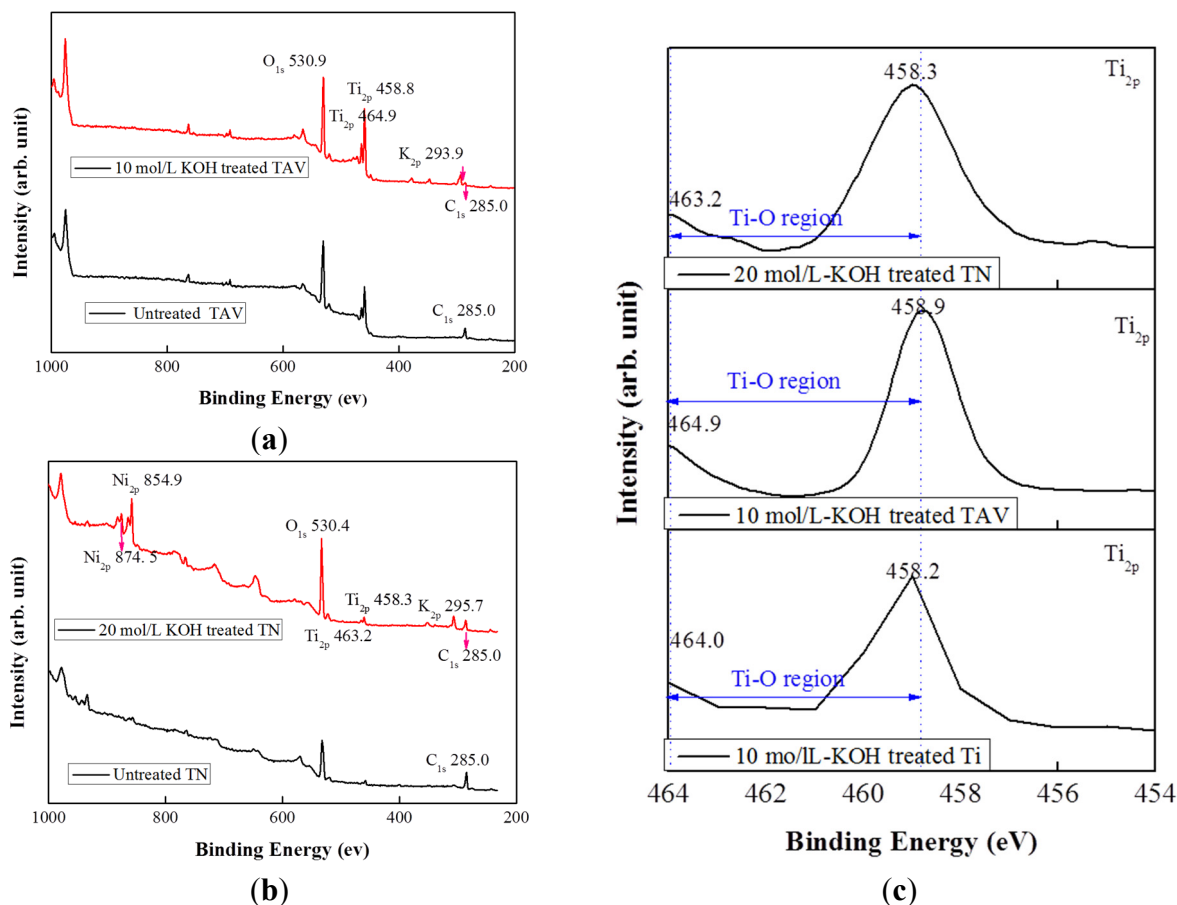 (a)
Intensity (arb. unit)
O1s 530.9
Ti2p 458.8
Ti2p 464.9
K2p 293.9
C1s 285.0
10 mol/L KOH treated TAV
C1s 285.0
Untreated TAV
1000 800 600 400 200
Binding Energy (ev)
(b)
Intensity (arb. unit)
Ni2p 854.9
Ni2p 874. 5
O1s 530.4
Ti2p 458.3
Ti2p 463.2
K2p 295.7
C1s 285.0
20 mol/L KOH treated TN
C1s 285.0
Untreated TN
1000 800 600 400 200
Binding Energy (ev)
(c)
Intensity (arb. unit)
458.3
Ti2p
463.2
Ti-O region
20 mol/L-KOH treated TN
458.9
Ti2p
Ti-O region
464.9
10 mol/L-KOH treated TAV
458.2
Ti2p
464.0
Ti-O region
10 mo/lL-KOH treated Ti
464 462 460 458 456 454
Binding Energy (eV)